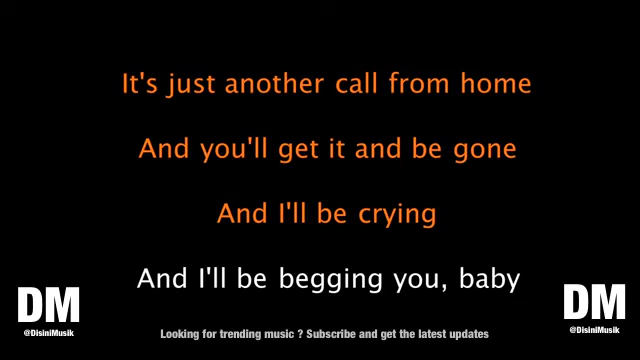 It's just another call from home
And you'll get it and be gone
And I'll be crying
And I'll be begging you, baby
DM
@DisiniMusik
DM
@DisiniMusik
Looking for trending music ? Subscribe and get the latest updates